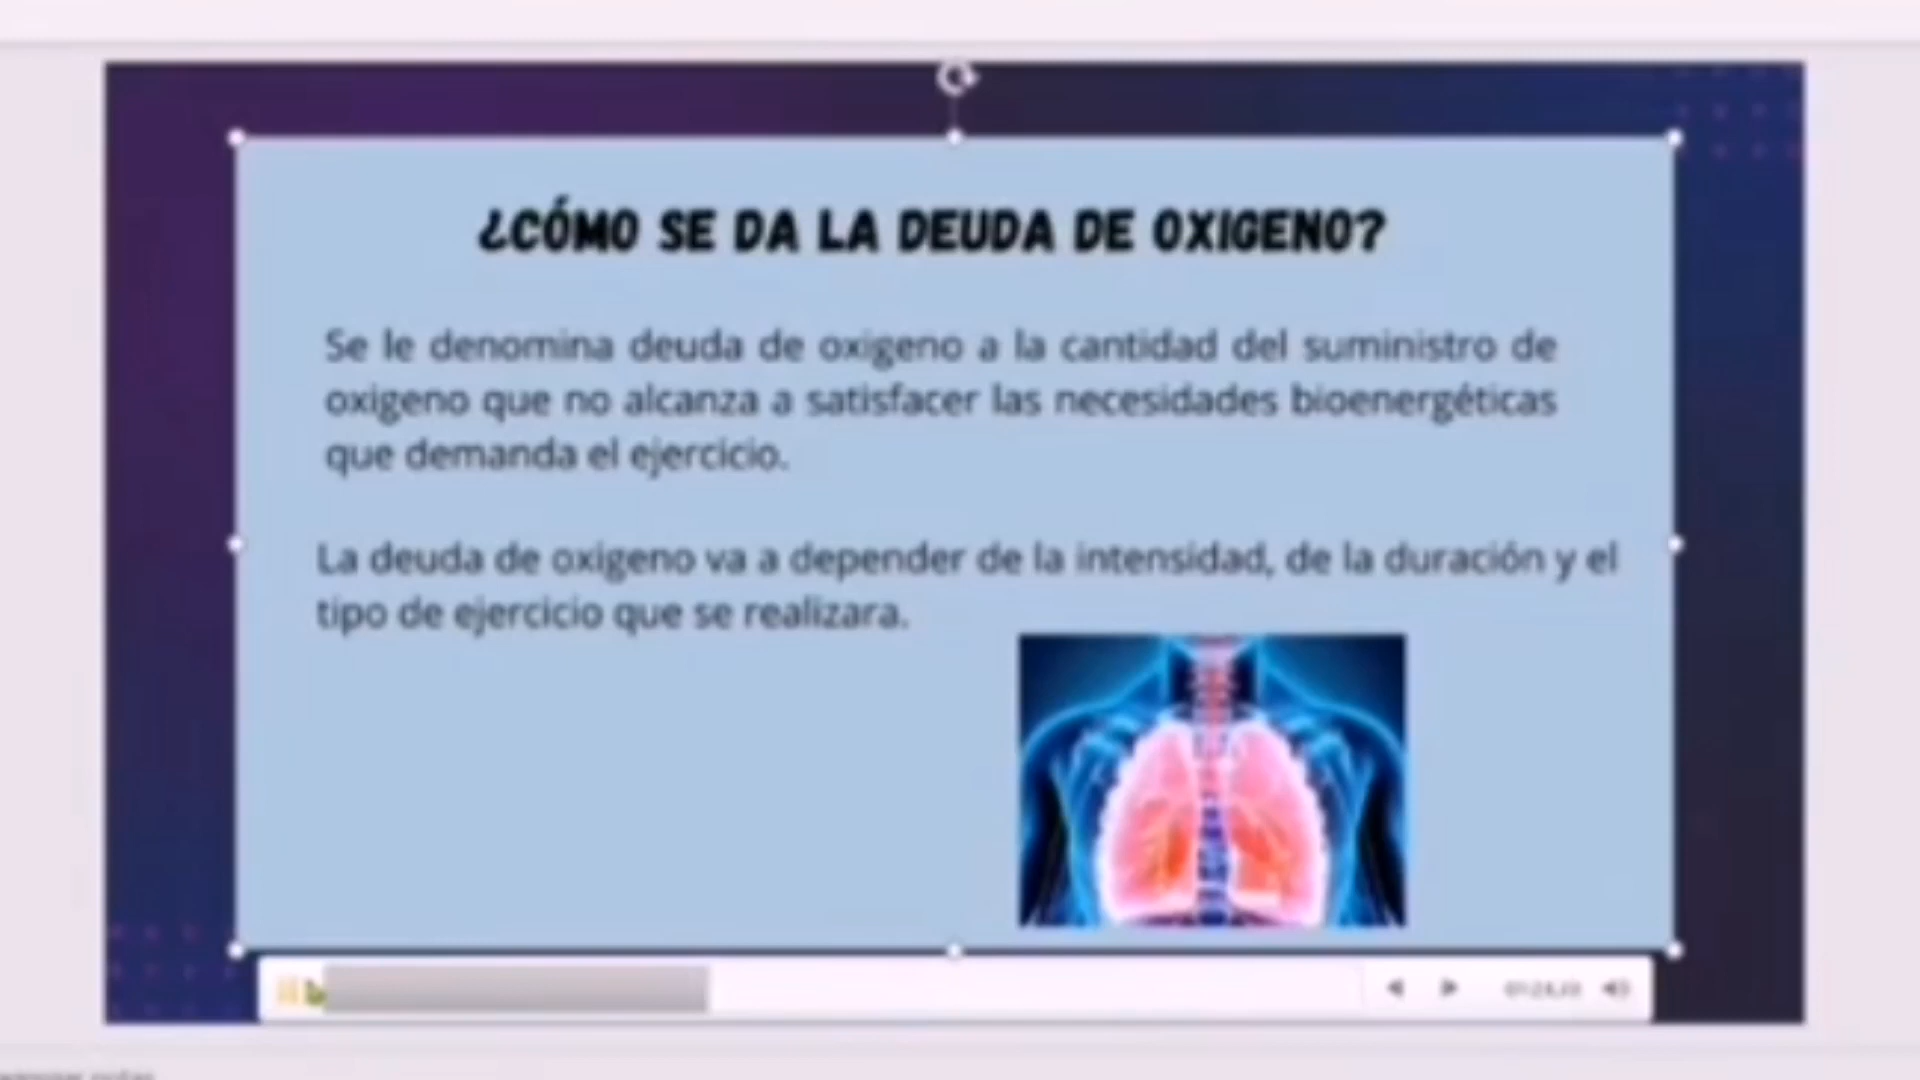 ¿CÓMO SE DA LA DEUDA DE OXIGENO?
Se le denomina deuda de oxigeno a la cantidad del suministro de
oxigeno que no alcanza a satisfacer las necesidades bioenergéticas
que demanda el ejercicio.
La deuda de oxigeno va a depender de la intensidad, de la duración y el
tipo de ejercicio que se realizara.